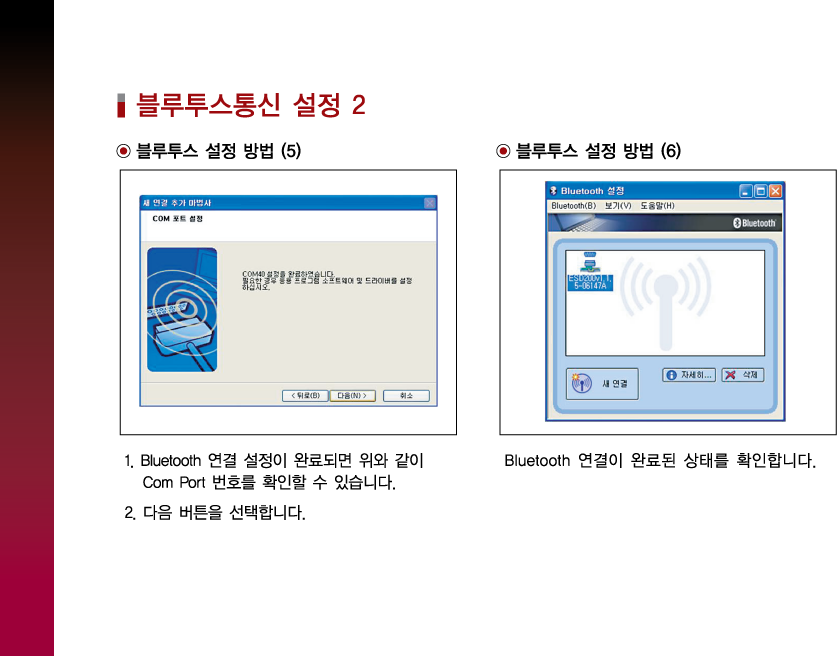 블루투스통신 설정 2
블루투스 설정 방법 (5)
새 연결 추가 마법사
COM 포트 설정
COM40 설정을 완료하였습니다.
필요한 경우 응용 프로그램 소프트웨어 및 드라이버를 설정
하십시오.
< 뒤로(B)
다음(N) >
취소
1. Bluetooth 연결 설정이 완료되면 위와 같이
Com Port 번호를 확인할 수 있습니다.
2. 다음 버튼을 선택합니다.
블루투스 설정 방법 (6)
Bluetooth 설정
Bluetooth(B) 보기(V) 도움말(H)
Bluetooth
ESD200v1.1.
5-06147A
새 연결
자세히...
삭제
Bluetooth 연결이 완료된 상태를 확인합니다.